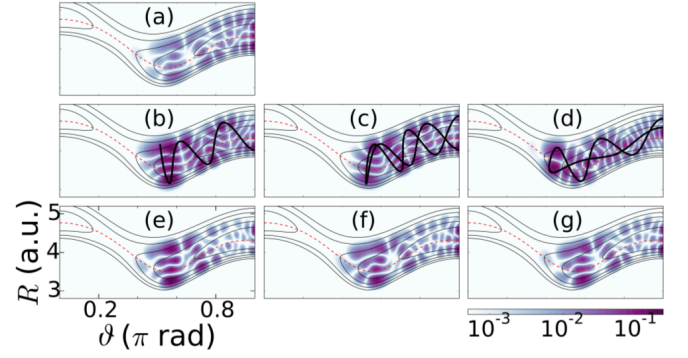 (a)
(b) (c) (d)
R (a.u.)
5
4
3
(e) (f) (g)
0.2 0.8
ϑ (π rad)
10⁻³ 10⁻² 10⁻¹